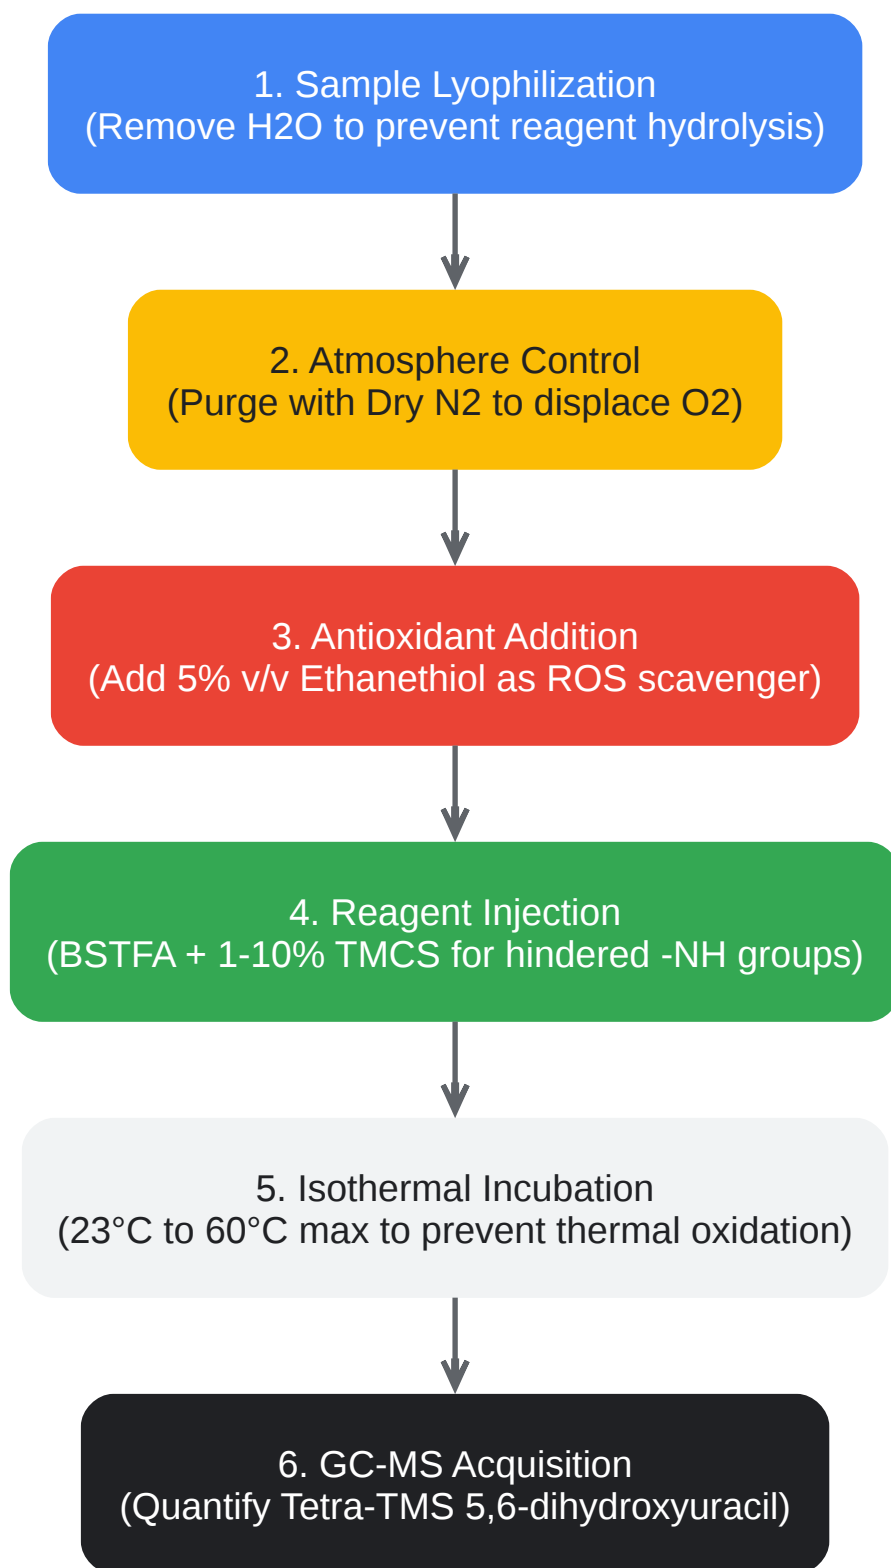 1. Sample Lyophilization
(Remove H2O to prevent reagent hydrolysis)
2. Atmosphere Control
(Purge with Dry N2 to displace O2)
3. Antioxidant Addition
(Add 5% v/v Ethanethiol as ROS scavenger)
4. Reagent Injection
(BSTFA + 1-10% TMCS for hindered -NH groups)
5. Isothermal Incubation
(23°C to 60°C max to prevent thermal oxidation)
6. GC-MS Acquisition
(Quantify Tetra-TMS 5,6-dihydroxyuracil)